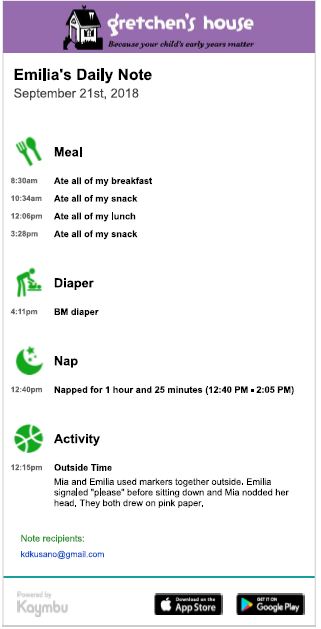 gretchen's house
Because your child's early years matter
Emilia's Daily Note
September 21st, 2018
Meal
8:30am Ate all of my breakfast
10:34am Ate all of my snack
12:06pm Ate all of my lunch
3:28pm Ate all of my snack
Diaper
4:11pm BM diaper
Nap
12:40pm Napped for 1 hour and 25 minutes (12:40 PM - 2:05 PM)
Activity
12:15pm Outside Time
Mia and Emilia used markers together outside. Emilia
signaled "please" before sitting down and Mia nodded her
head. They both drew on pink paper.
Note recipients:
kdkusano@gmail.com
Powered by
Kaymbu
Download on the
App Store
GET IT ON
Google Play